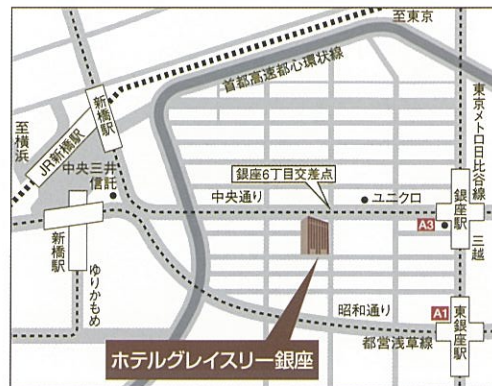 至東京
首都高速都心環状線
新橋駅
至横浜
JR新橋駅
中央三井
信託
銀座6丁目交差点
中央通り
ユニクロ
東京メトロ日比谷線
銀座駅
A3
三越
新橋駅
ゆりかもめ
昭和通り
A1
都営浅草線
東銀座駅
ホテルグレイスリー銀座